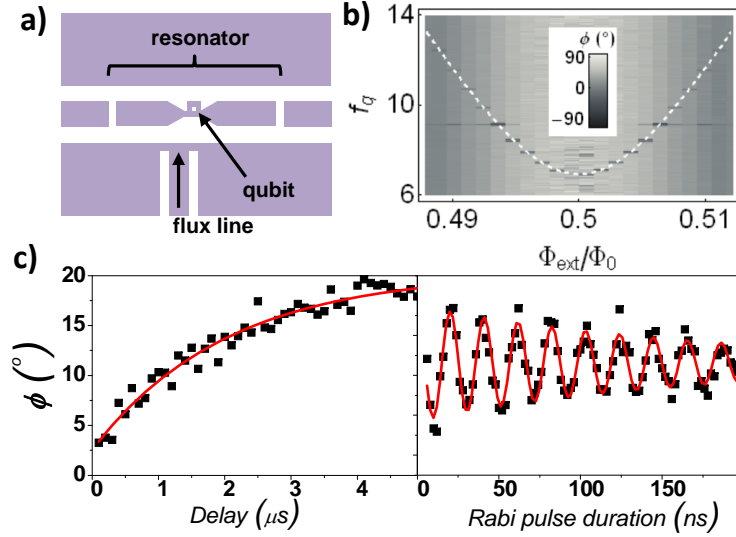 a)
resonator
qubit
flux line
b)
14
10
6
f_q
ϕ (°)
90
0
-90
0.49 0.5 0.51
Φ_ext/Φ_0
c)
20
15
10
5
0
ϕ (°)
0 1 2 3 4
Delay (μs)
0 50 100 150
Rabi pulse duration (ns)